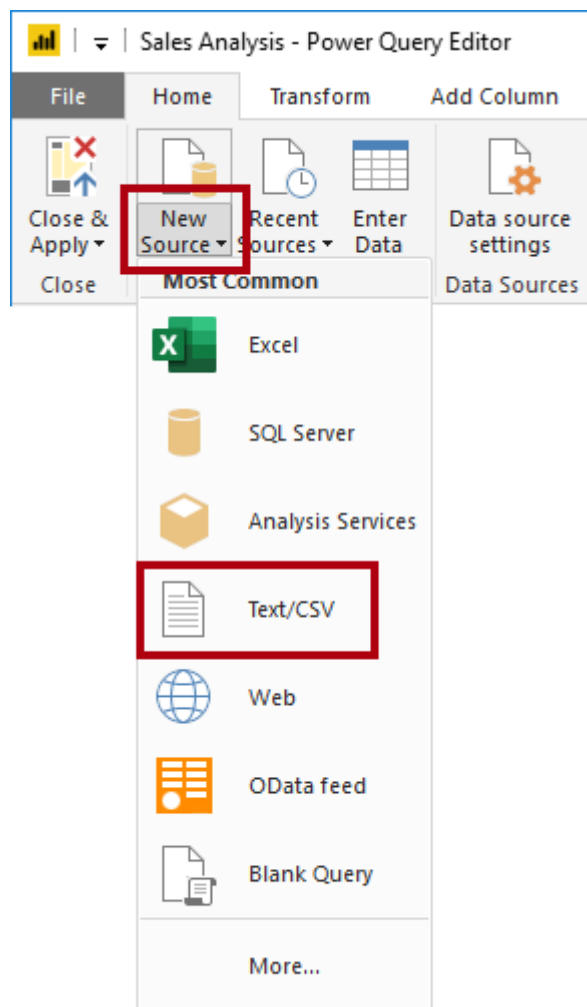 Sales Analysis - Power Query Editor
File Home Transform Add Column
Close & Apply
New Source
Recent Sources
Enter Data
Data source settings
Close
Most Common
Data Sources
Excel
SQL Server
Analysis Services
Text/CSV
Web
OData feed
Blank Query
More...